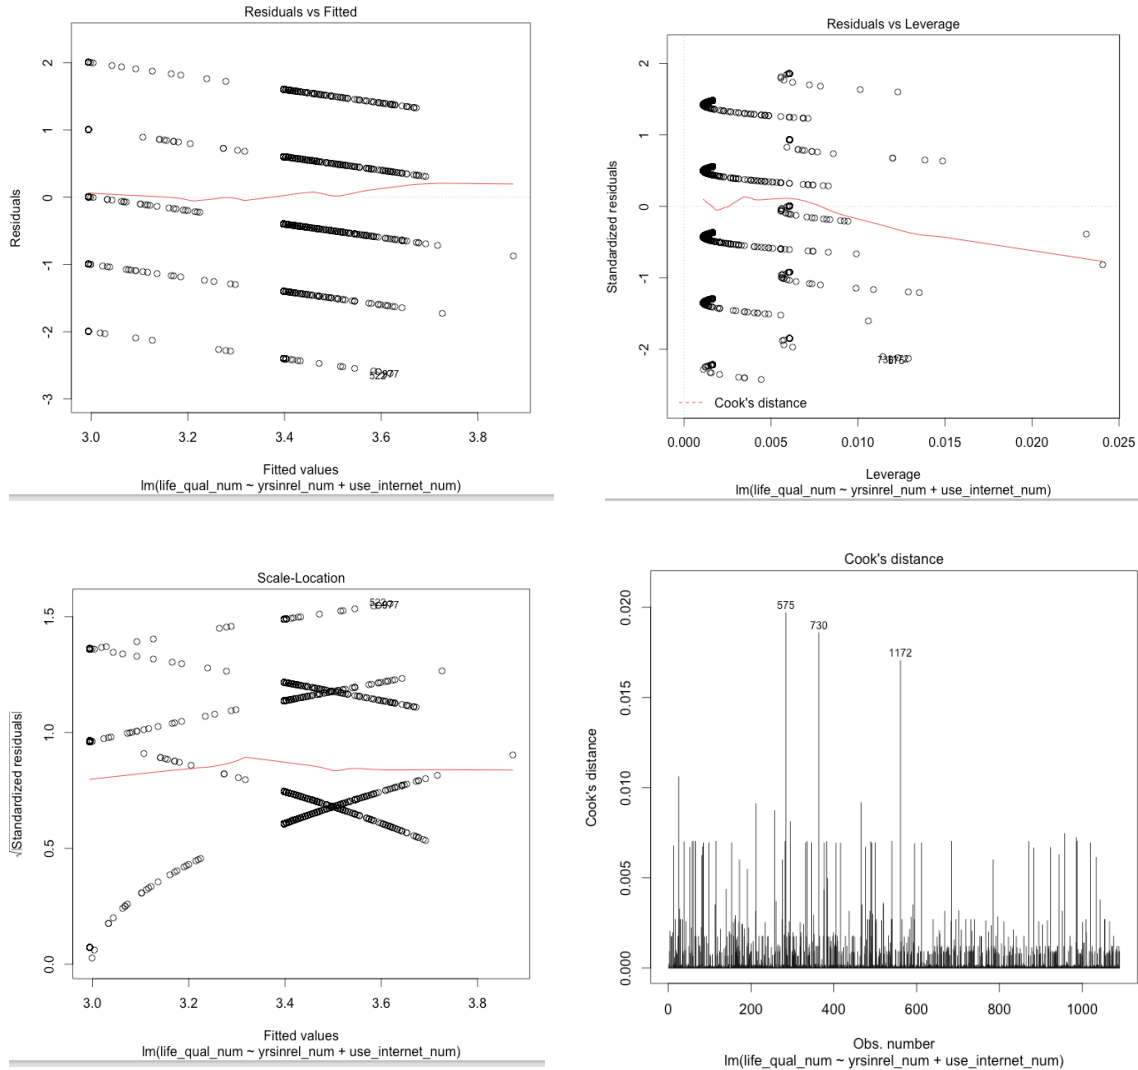 Residuals vs Fitted
Residuals
2
1
0
-1
-2
-3
977
3.0 3.2 3.4 3.6 3.8
Fitted values
lm(life_qual_num ~ yrsinrel_num + use_internet_num)
Residuals vs Leverage
Standardized residuals
2
1
0
-1
-2
Cook's distance
0.000 0.005 0.010 0.015 0.020 0.025
Leverage
lm(life_qual_num ~ yrsinrel_num + use_internet_num)
Scale-Location
√|Standardized residuals|
1.5
1.0
0.5
0.0
977
3.0 3.2 3.4 3.6 3.8
Fitted values
lm(life_qual_num ~ yrsinrel_num + use_internet_num)
Cook's distance
Cook's distance
0.020
0.015
0.010
0.005
0.000
575
730
1172
0 200 400 600 800 1000
Obs. number
lm(life_qual_num ~ yrsinrel_num + use_internet_num)